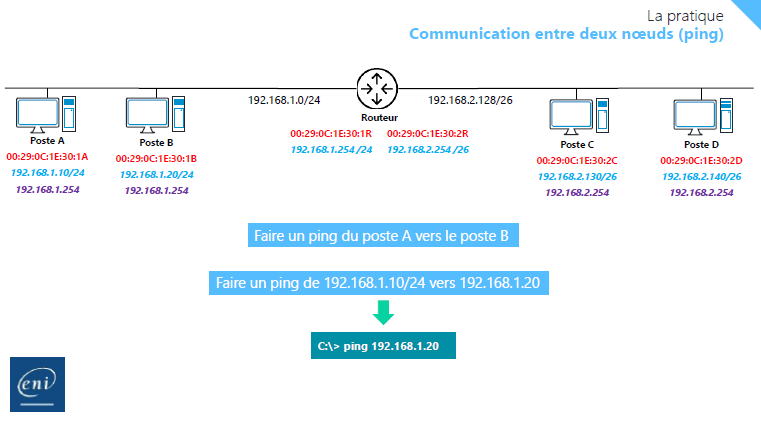 La pratique
Communication entre deux nœuds (ping)
192.168.1.0/24
192.168.2.128/26
Routeur
Poste A
00:29:0C:1E:30:1A
192.168.1.10/24
192.168.1.254
Poste B
00:29:0C:1E:30:1B
192.168.1.20/24
192.168.1.254
00:29:0C:1E:30:1R
192.168.1.254 /24
00:29:0C:1E:30:2R
192.168.2.254 /26
Poste C
00:29:0C:1E:30:2C
192.168.2.130/26
192.168.2.254
Poste D
00:29:0C:1E:30:2D
192.168.2.140/26
192.168.2.254
Faire un ping du poste A vers le poste B
Faire un ping de 192.168.1.10/24 vers 192.168.1.20
C:\> ping 192.168.1.20
eni